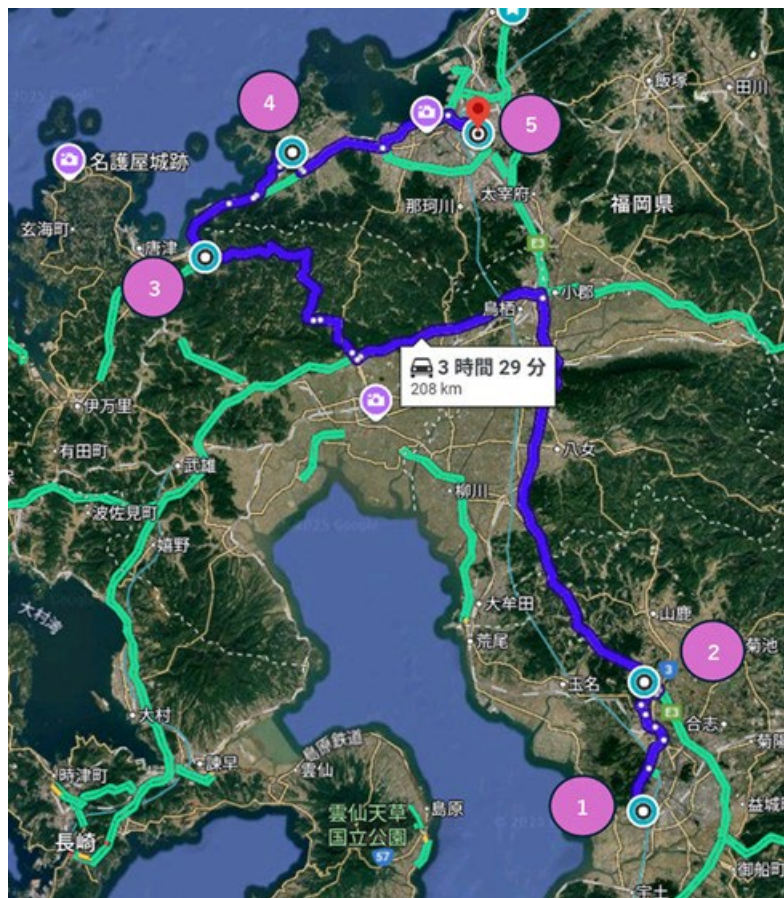 飯塚
田川
4
5
名護屋城跡
太宰府
福岡県
那珂川
玄海町
唐津
3
小郡
鳥栖
3 時間 29 分
208 km
伊万里
八女
有田町
武雄
柳川
波佐見町
嬉野
大村湾
大牟田
山鹿
荒尾
菊池
2
3
玉名
合志
大村
菊陽
島原鉄道
諫早
雲仙
1
時津町
島原
益城町
雲仙天草
国立公園
長崎
57
御船町
宇土